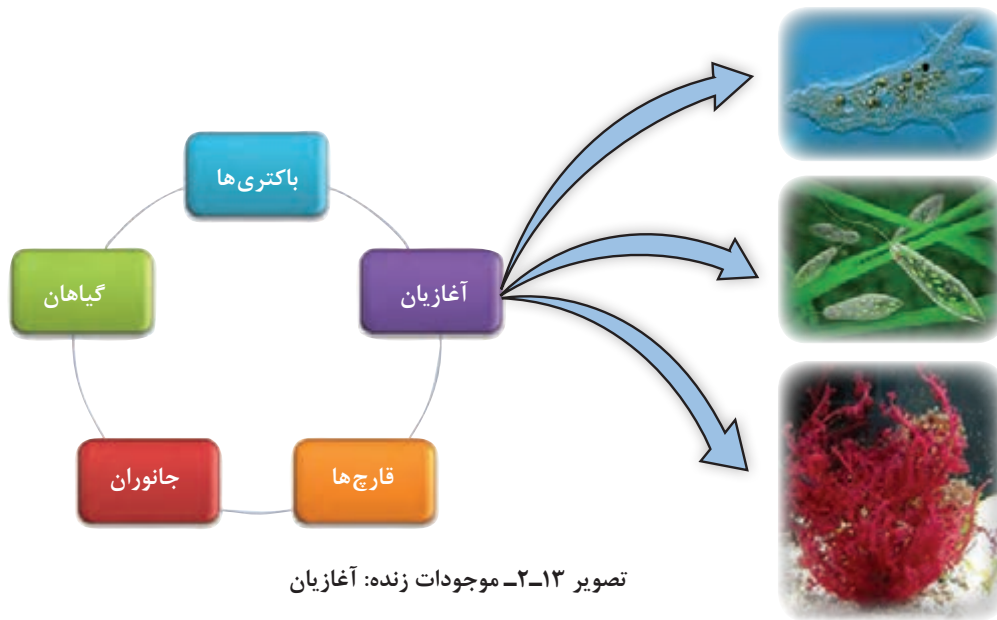 باکتری‌ها
آغازیان
گیاهان
قارچ‌ها
جانوران
تصویر ۱۳ـ۲ـ موجودات زنده: آغازیان